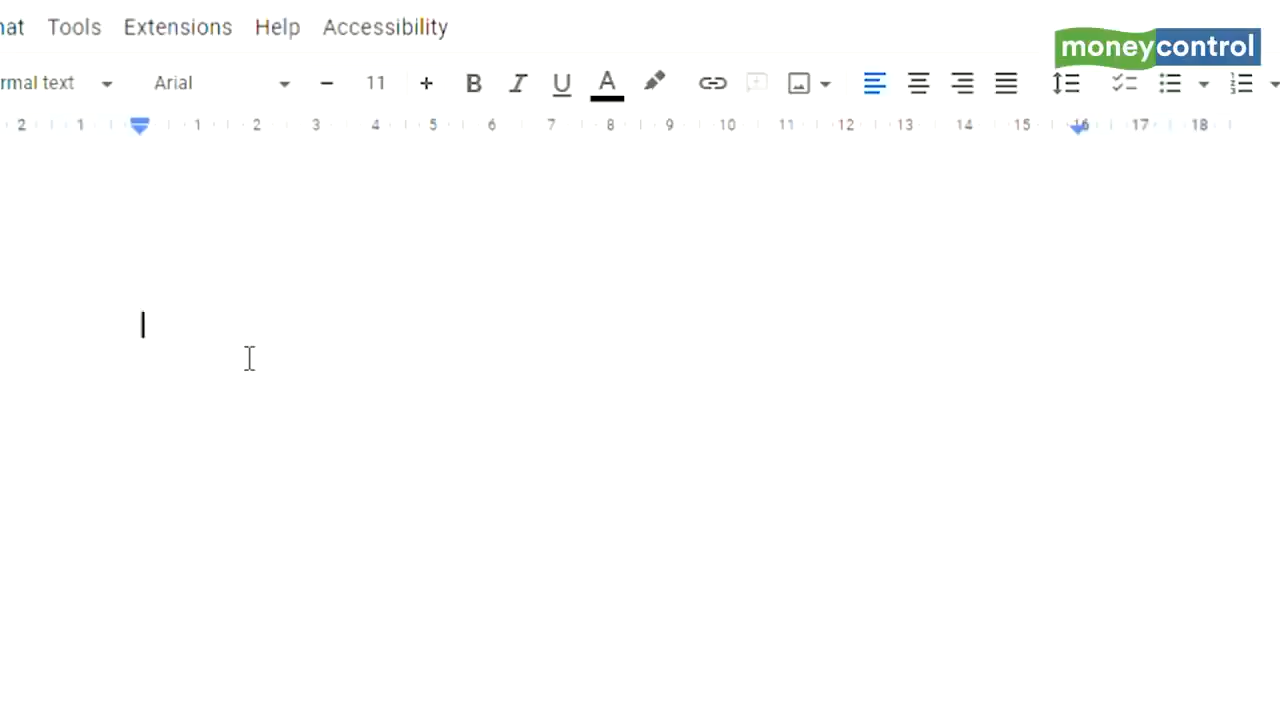 mat Tools Extensions Help Accessibility
moneycontrol
rmal text Arial − 11 + B I U A
2 1 1 2 3 4 5 6 7 8 9 10 11 12 13 14 15 16 17 18